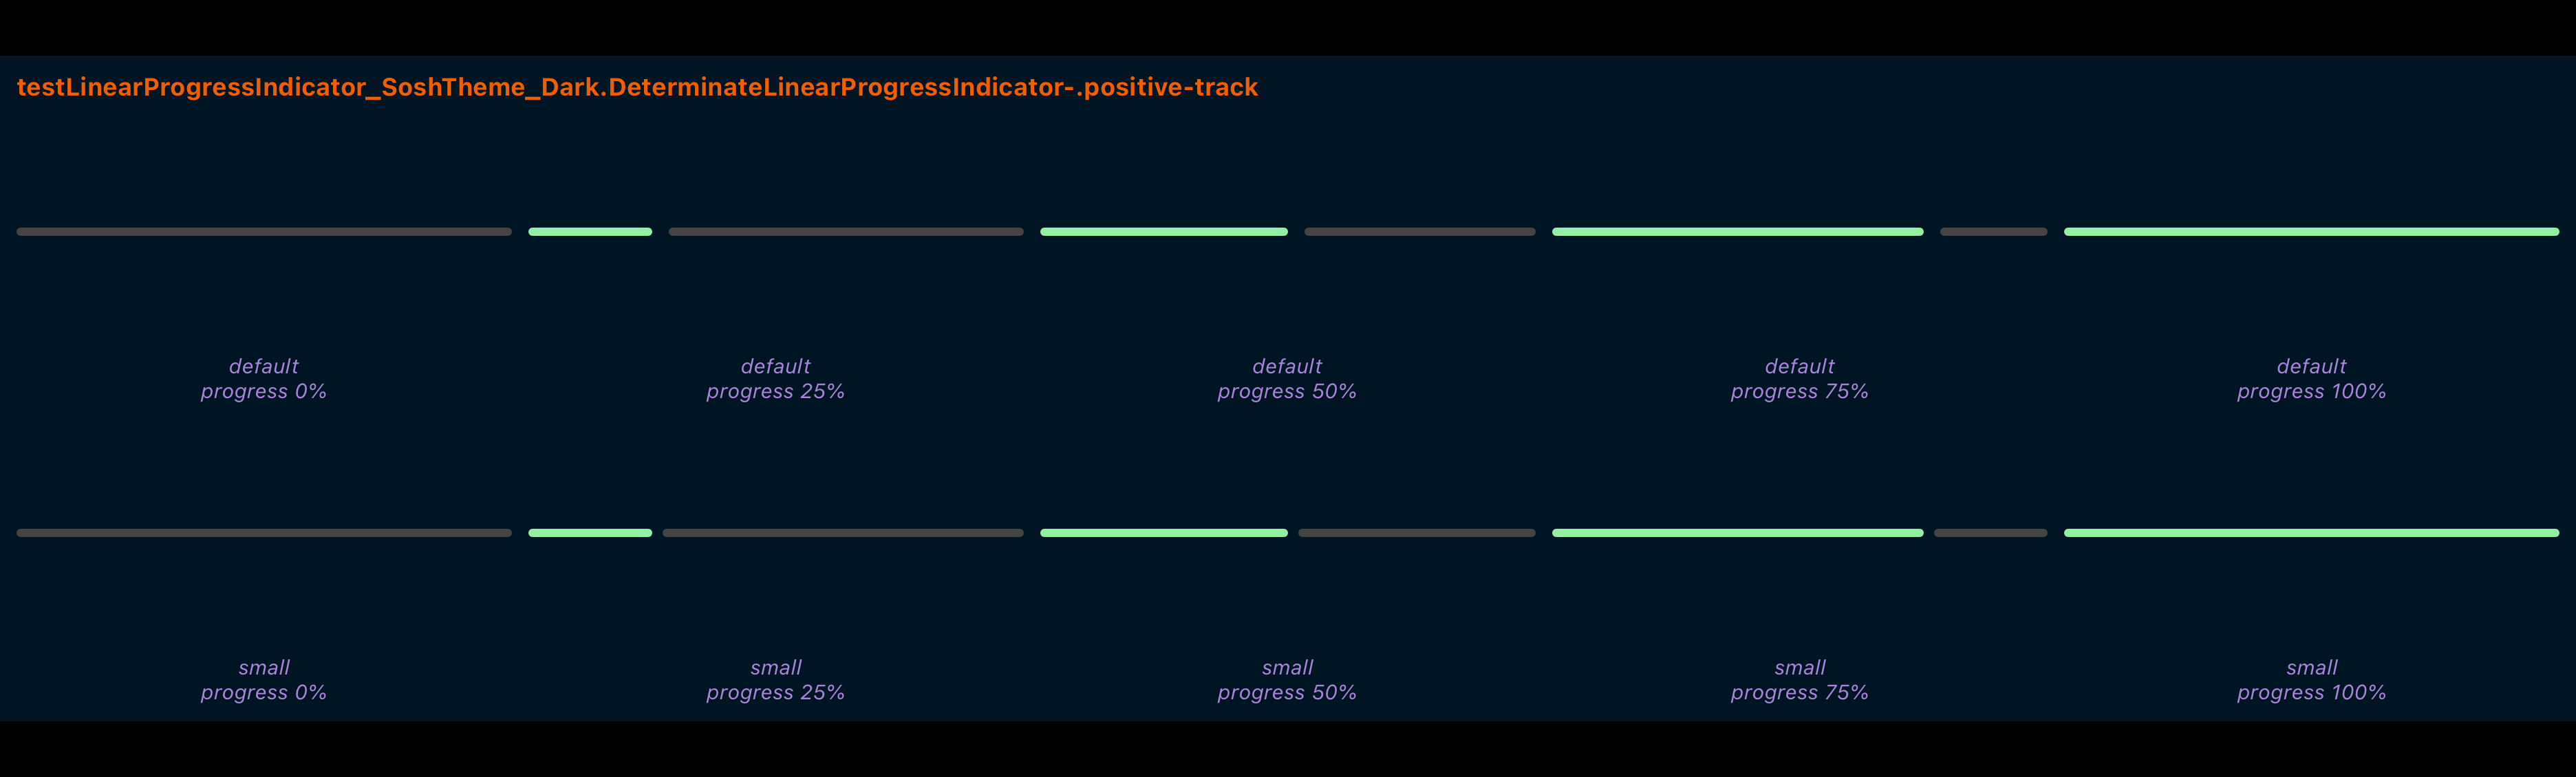 testLinearProgressIndicator_SoshTheme_Dark.DeterminateLinearProgressIndicator-.positive-track
default
progress 0%
default
progress 25%
default
progress 50%
default
progress 75%
default
progress 100%
small
progress 0%
small
progress 25%
small
progress 50%
small
progress 75%
small
progress 100%